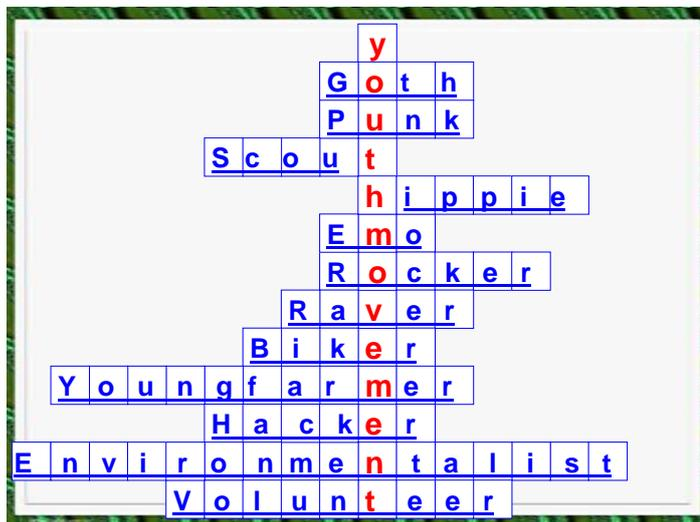 y
Goth
Punk
Scout
hippie
Emo
Rocker
Raver
Biker
Youngfarmer
Hacker
Environmentalist
Volunteer